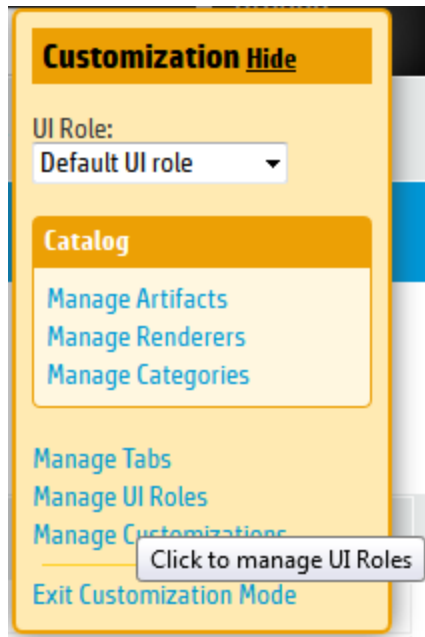 Customization Hide
UI Role:
Default UI role
Catalog
Manage Artifacts
Manage Renderers
Manage Categories
Manage Tabs
Manage UI Roles
Manage Customizations
Click to manage UI Roles
Exit Customization Mode